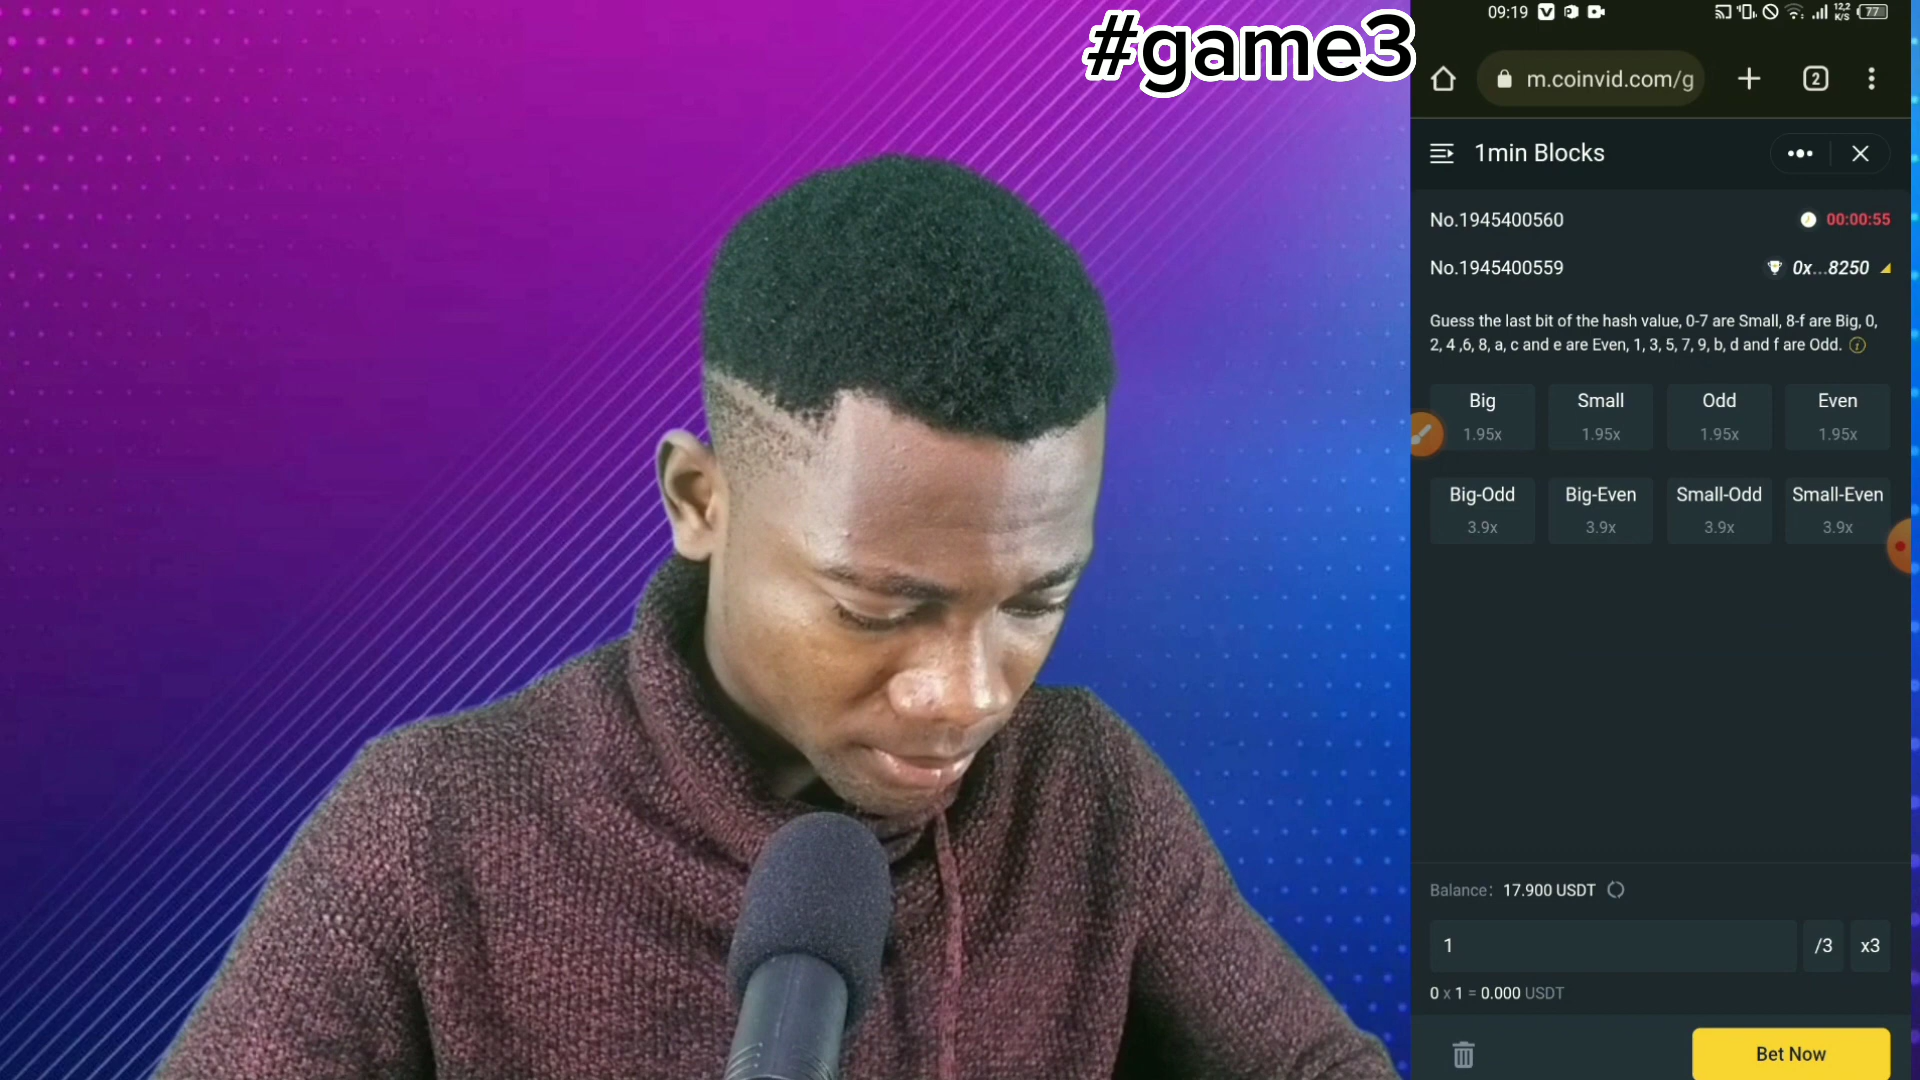 #game3
09:19
12,2 K/S
77
m.coinvid.com/g
2
1min Blocks
No.1945400560
00:00:55
No.1945400559
0x...8250
Guess the last bit of the hash value, 0-7 are Small, 8-f are Big, 0,
2, 4 ,6, 8, a, c and e are Even, 1, 3, 5, 7, 9, b, d and f are Odd.
Big Small Odd Even
1.95x 1.95x 1.95x 1.95x
Big-Odd Big-Even Small-Odd Small-Even
3.9x 3.9x 3.9x 3.9x
Balance: 17.900 USDT
1 /3 x3
0 x 1 = 0.000 USDT
Bet Now